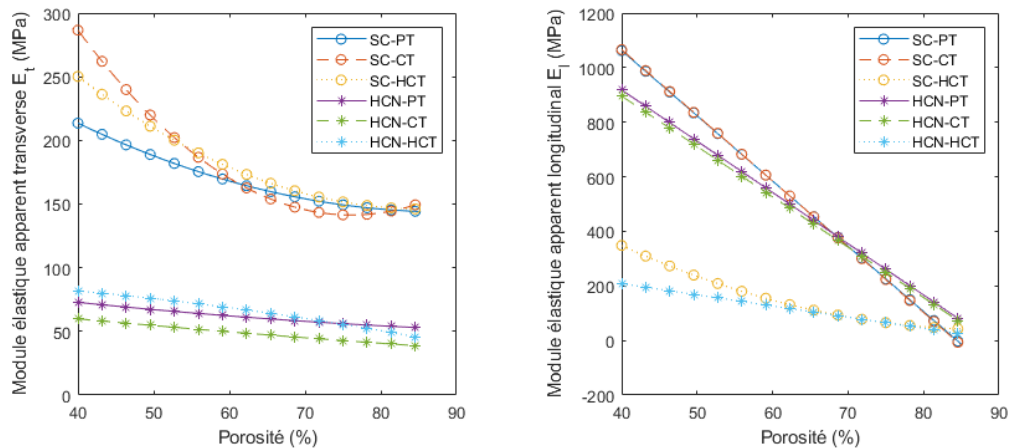 Module élastique apparent transverse E_t (MPa)
300
250
200
150
100
50
0
40
50
60
70
80
90
Porosité (%)
SC-PT
SC-CT
SC-HCT
HCN-PT
HCN-CT
HCN-HCT
Module élastique apparent longitudinal E_l (MPa)
1200
1000
800
600
400
200
0
-200
40
50
60
70
80
90
Porosité (%)
SC-PT
SC-CT
SC-HCT
HCN-PT
HCN-CT
HCN-HCT